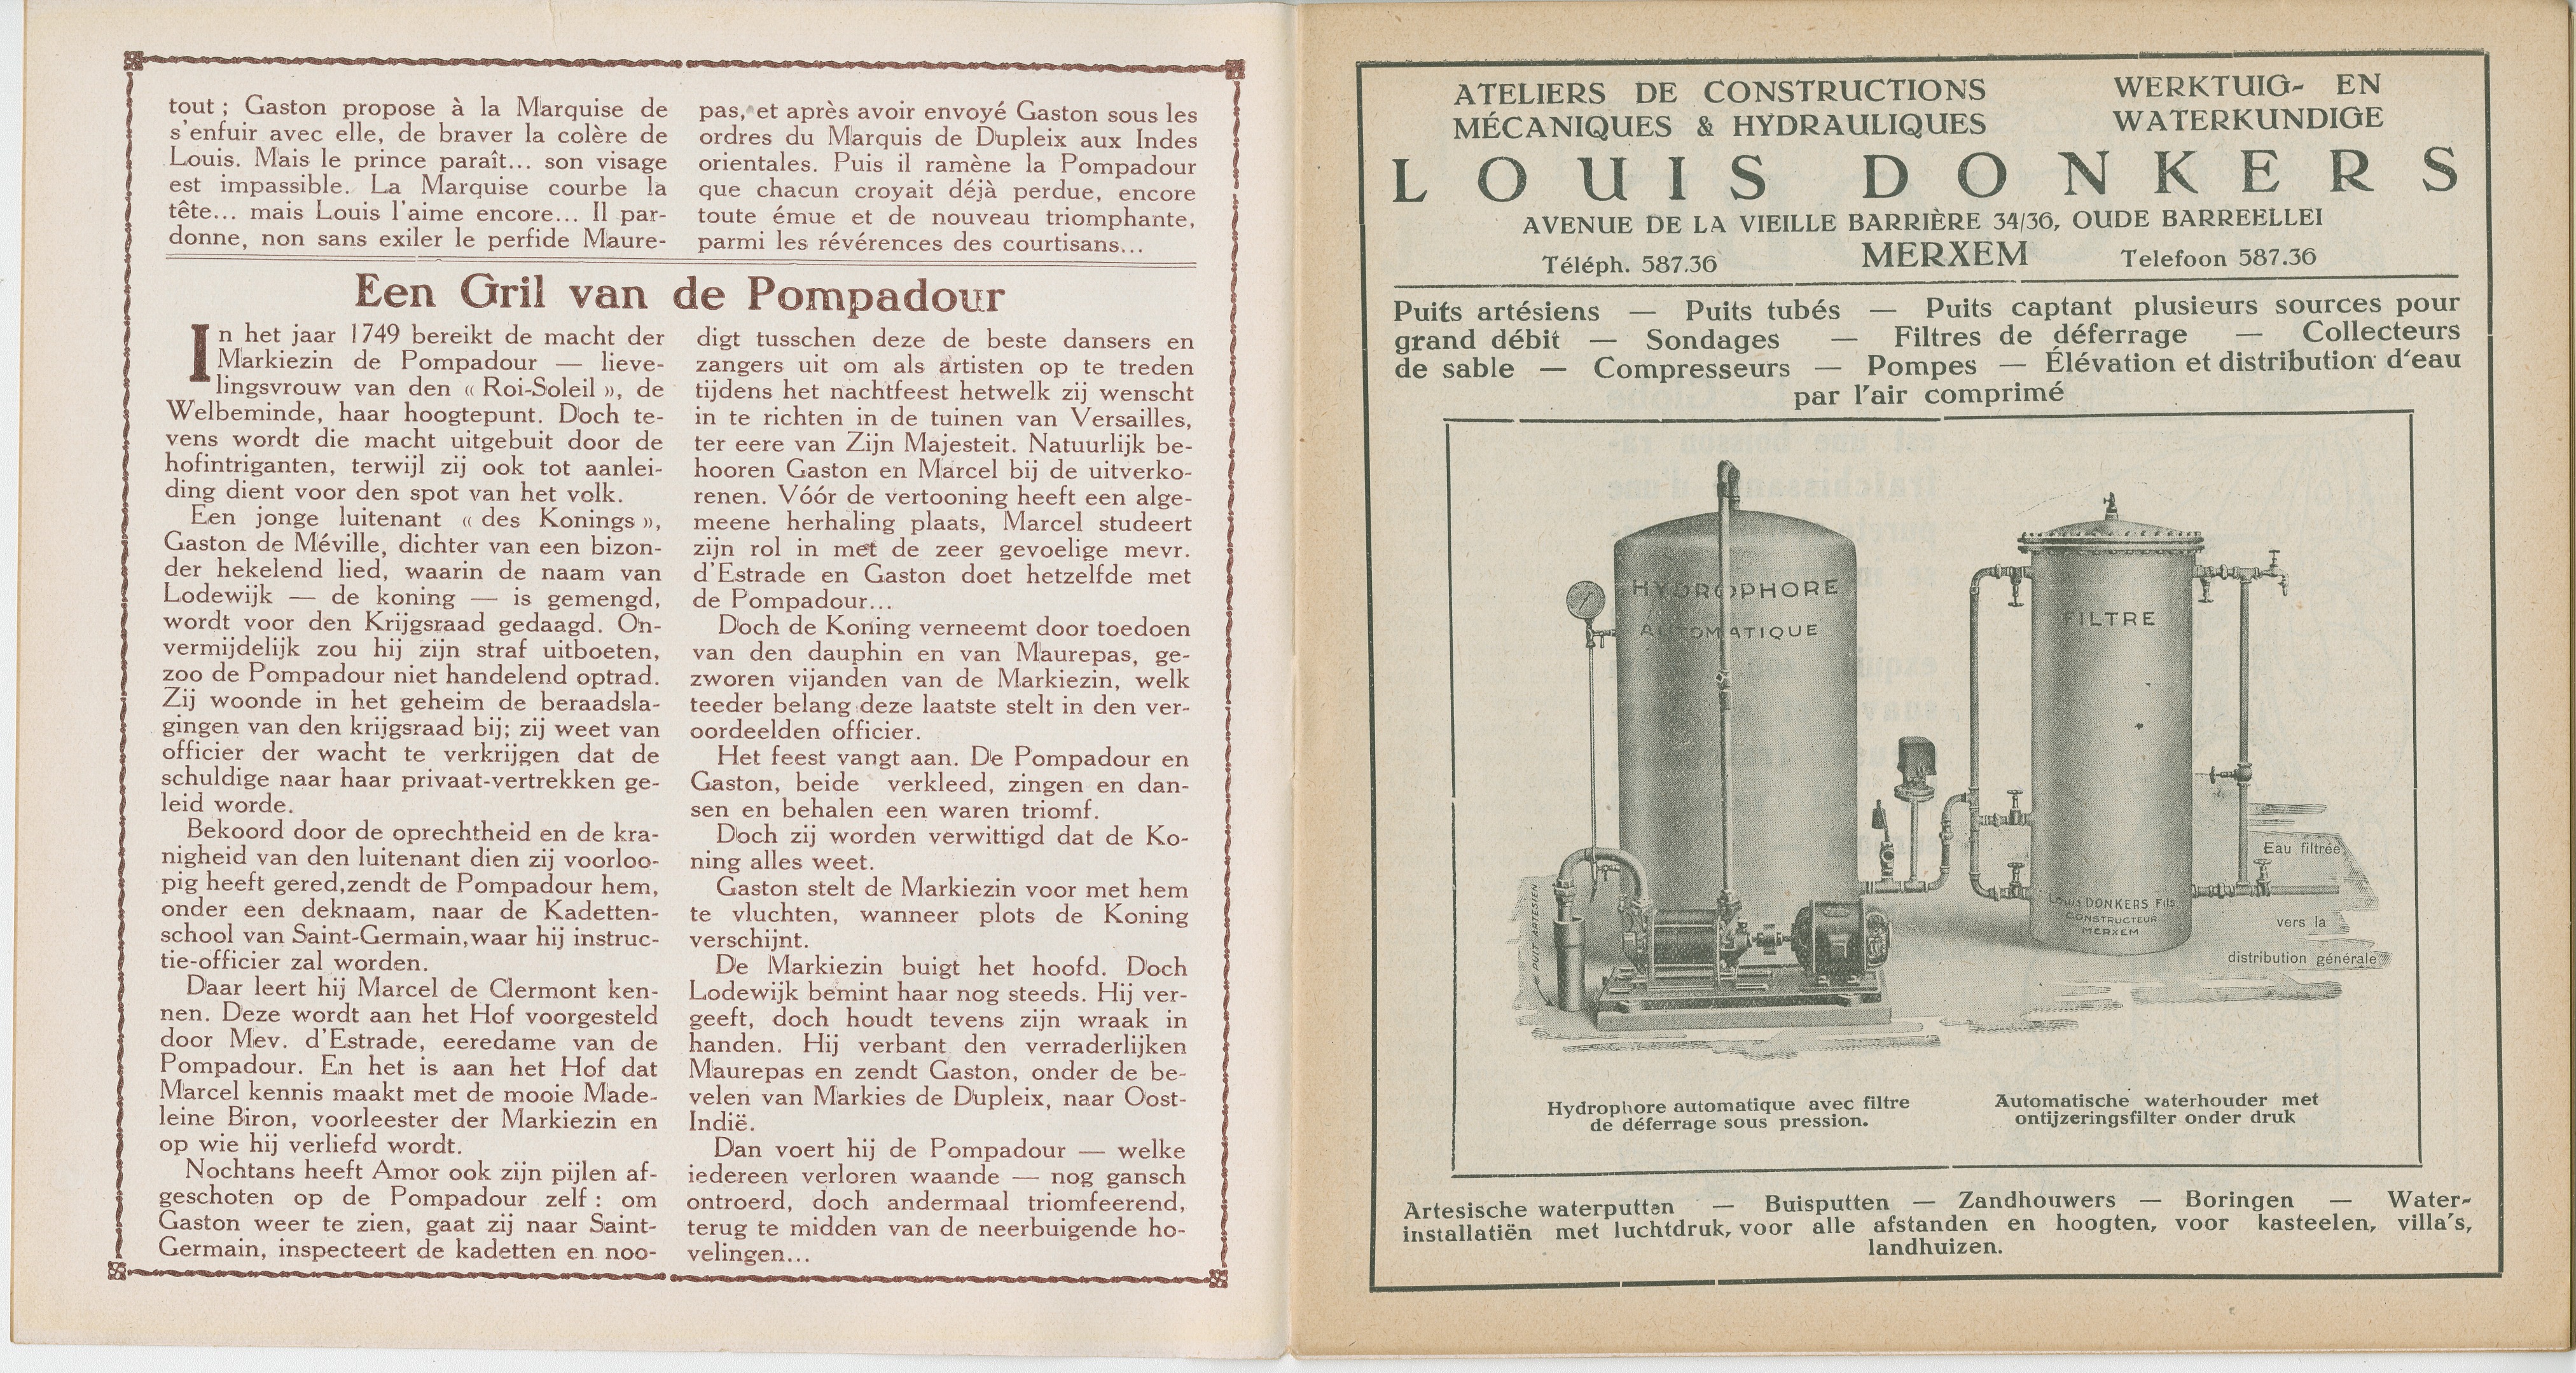 tout ; Gaston propose à la Marquise de
s'enfuir avec elle, de braver la colère de
Louis. Mais le prince paraît... son visage
est impassible. La Marquise courbe la
tête... mais Louis l'aime encore... Il par-
donne, non sans exiler le perfide Maure-
pas, et après avoir envoyé Gaston sous les
ordres du Marquis de Dupleix aux Indes
orientales. Puis il ramène la Pompadour
que chacun croyait déjà perdue, encore
toute émue et de nouveau triomphante,
parmi les révérences des courtisans...
Een Gril van de Pompadour
In het jaar 1749 bereikt de macht der
Markiezin de Pompadour — lieve-
lingsvrouw van den « Roi-Soleil », de
Welbeminde, haar hoogtepunt. Doch te-
vens wordt die macht uitgebuit door de
hofintriganten, terwijl zij ook tot aanlei-
ding dient voor den spot van het volk.
Een jonge luitenant « des Konings »,
Gaston de Méville, dichter van een bizon-
der hekelend lied, waarin de naam van
Lodewijk — de koning — is gemengd,
wordt voor den Krijgsraad gedaagd. On-
vermijdelijk zou hij zijn straf uitboeten,
zoo de Pompadour niet handelend optrad.
Zij woonde in het geheim de beraadsla-
gingen van den krijgsraad bij; zij weet van
officier der wacht te verkrijgen dat de
schuldige naar haar privaat-vertrekken ge-
leid worde.
Bekoord door de oprechtheid en de kra-
nigheid van den luitenant dien zij voorloo-
pig heeft gered,zendt de Pompadour hem,
onder een deknaam, naar de Kadetten-
school van Saint-Germain,waar hij instruc-
tie-officier zal worden.
Daar leert hij Marcel de Clermont ken-
nen. Deze wordt aan het Hof voorgesteld
door Mev. d'Estrade, eeredame van de
Pompadour. En het is aan het Hof dat
Marcel kennis maakt met de mooie Made-
leine Biron, voorleester der Markiezin en
op wie hij verliefd wordt.
Nochtans heeft Amor ook zijn pijlen af-
geschoten op de Pompadour zelf : om
Gaston weer te zien, gaat zij naar Saint-
Germain, inspecteert de kadetten en noo-
digt tusschen deze de beste dansers en
zangers uit om als artisten op te treden
tijdens het nachtfeest hetwelk zij wenscht
in te richten in de tuinen van Versailles,
ter eere van Zijn Majesteit. Natuurlijk be-
hooren Gaston en Marcel bij de uitverko-
renen. Vóór de vertooning heeft een alge-
meene herhaling plaats, Marcel studeert
zijn rol in met de zeer gevoelige mevr.
d'Estrade en Gaston doet hetzelfde met
de Pompadour...
Doch de Koning verneemt door toedoen
van den dauphin en van Maurepas, ge-
zworen vijanden van de Markiezin, welk
teeder belang deze laatste stelt in den ver-
oordeelden officier.
Het feest vangt aan. De Pompadour en
Gaston, beide verkleed, zingen en dan-
sen en behalen een waren triomf.
Doch zij worden verwittigd dat de Ko-
ning alles weet.
Gaston stelt de Markiezin voor met hem
te vluchten, wanneer plots de Koning
verschijnt.
De Markiezin buigt het hoofd. Doch
Lodewijk bemint haar nog steeds. Hij ver-
geeft, doch houdt tevens zijn wraak in
handen. Hij verbant den verraderlijken
Maurepas en zendt Gaston, onder de be-
velen van Markies de Dupleix, naar Oost-
Indië.
Dan voert hij de Pompadour — welke
iedereen verloren waande — nog gansch
ontroerd, doch andermaal triomfeerend,
terug te midden van de neerbuigende ho-
velingen...
ATELIERS DE CONSTRUCTIONS
MÉCANIQUES & HYDRAULIQUES
WERKTUIG- EN
WATERKUNDIGE
LOUIS DONKERS
AVENUE DE LA VIEILLE BARRIÈRE 34/36, OUDE BARREELLEI
Téléph. 587.36 MERXEM Telefoon 587.36
Puits artésiens — Puits tubés — Puits captant plusieurs sources pour
grand débit — Sondages — Filtres de déferrage — Collecteurs
de sable — Compresseurs — Pompes — Élévation et distribution d'eau
par l'air comprimé
HYDROPHORE
AUTOMATIQUE
FILTRE
PUIT ARTÉSIEN
Louis DONKERS Fils
CONSTRUCTEUR
MERXEM
Eau filtrée
vers la
distribution générale
Hydrophore automatique avec filtre
de déferrage sous pression.
Automatische waterhouder met
ontijzeringsfilter onder druk
Artesische waterputten — Buisputten — Zandhouwers — Boringen — Water-
installatiën met luchtdruk, voor alle afstanden en hoogten, voor kasteelen, villa's,
landhuizen.